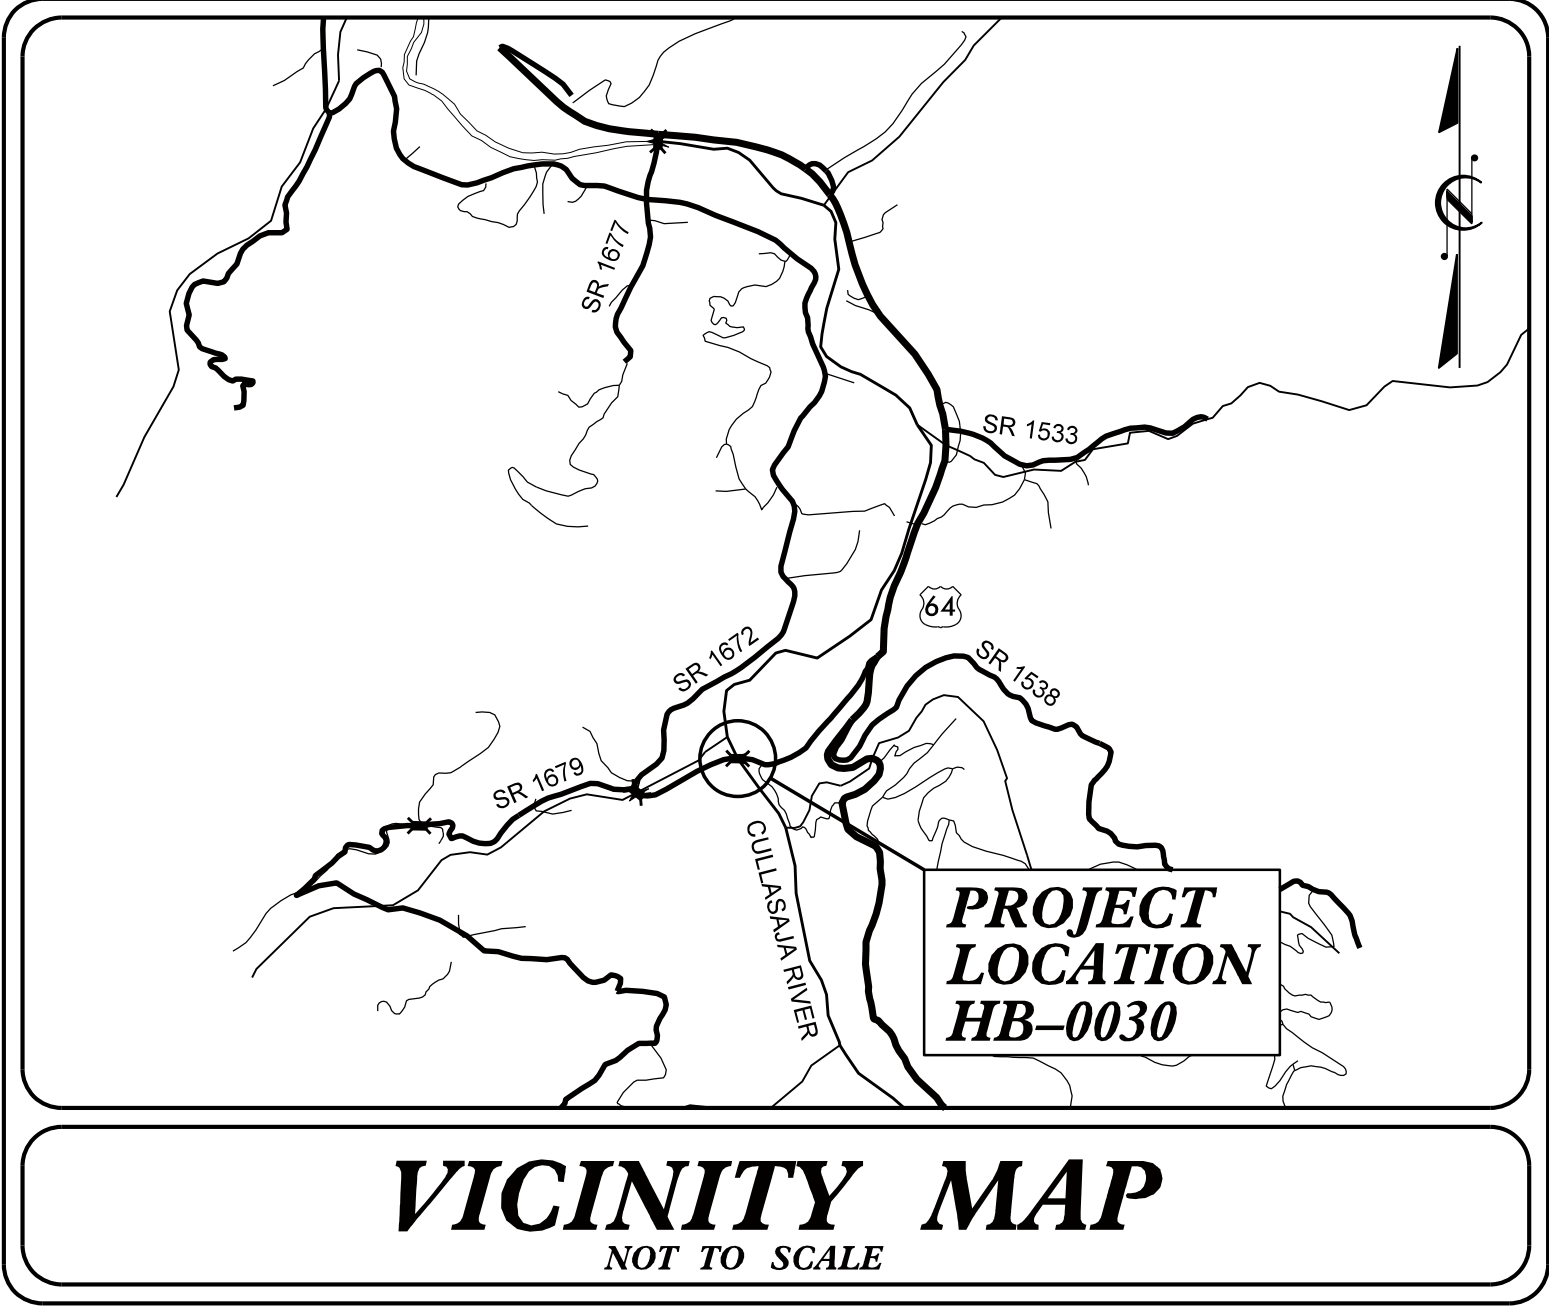 SR 1677
SR 1533
64
SR 1672
SR 1538
SR 1679
CULLASAJA RIVER
PROJECT
LOCATION
HB–0030
VICINITY MAP
NOT TO SCALE